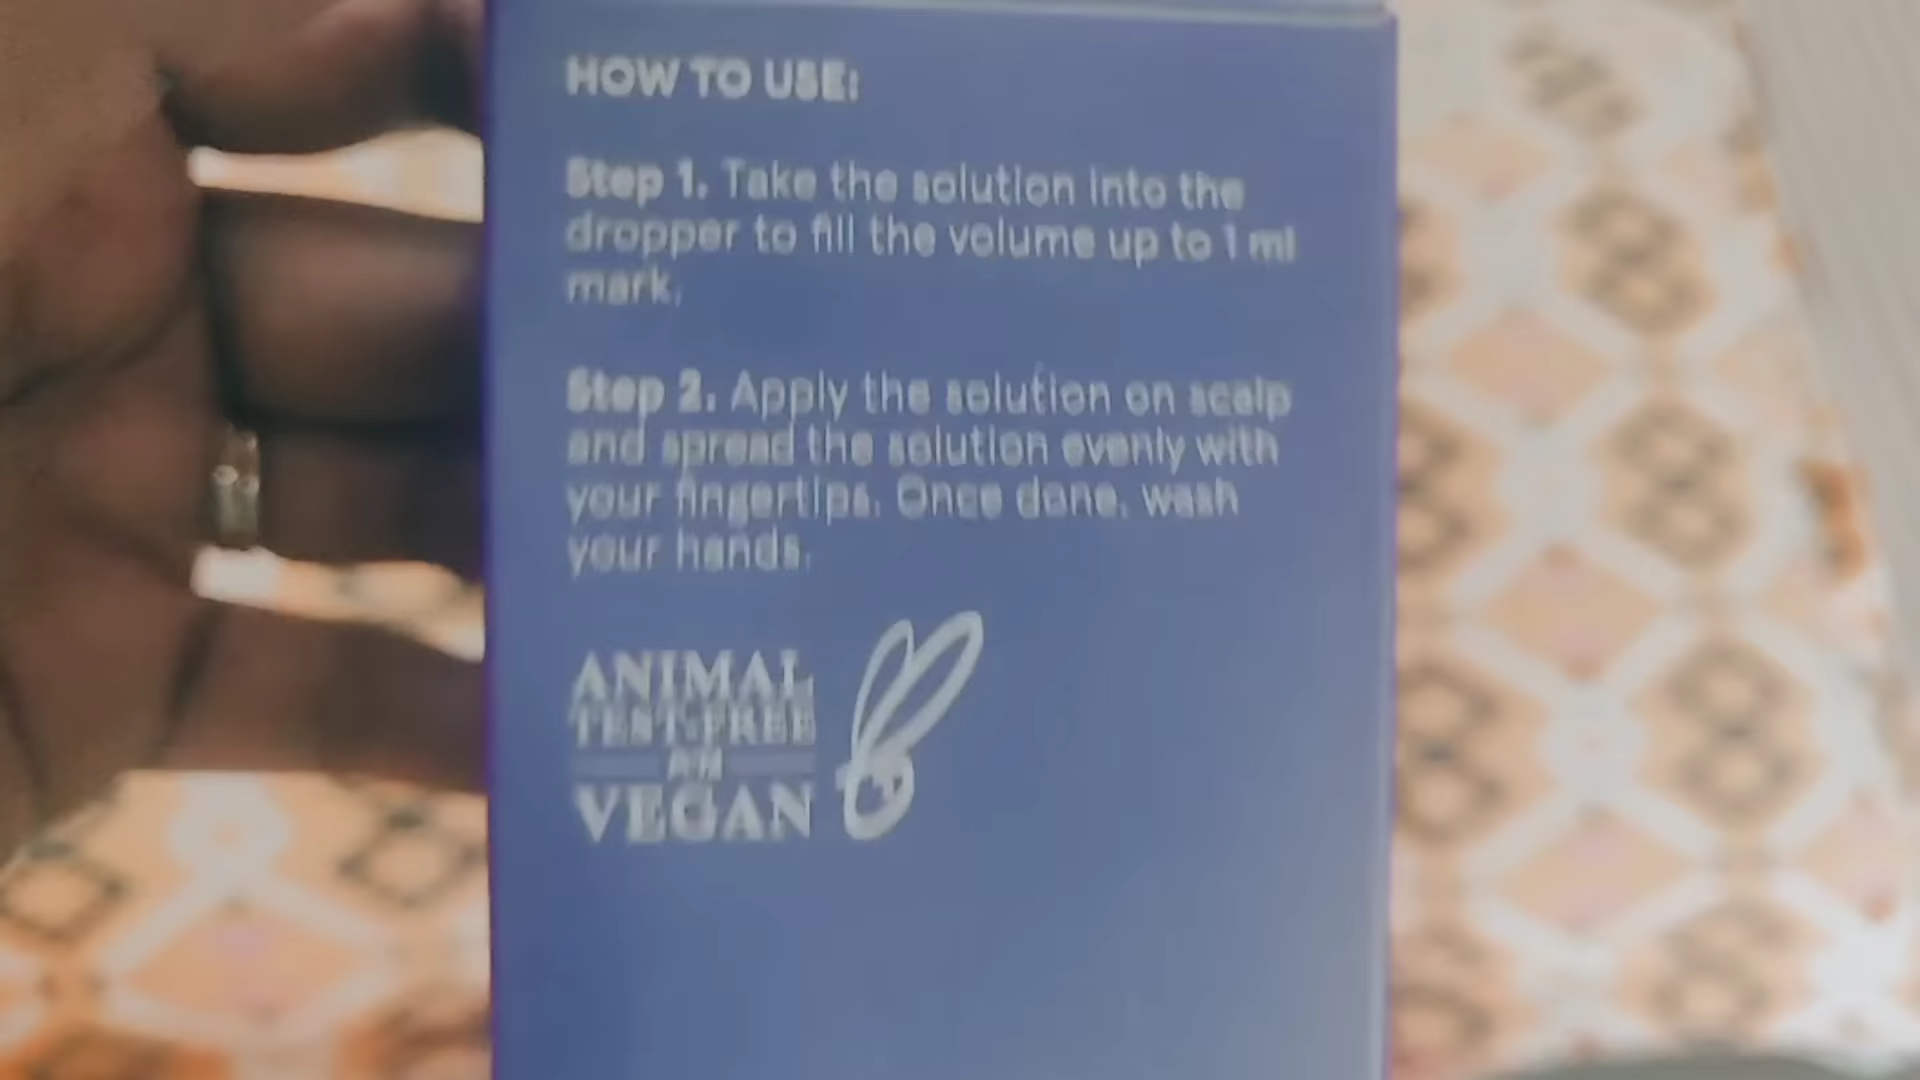 HOW TO USE:
Step 1. Take the solution into the
dropper to fill the volume up to 1 ml
mark.
Step 2. Apply the solution on scalp
and spread the solution evenly with
your fingertips. Once done, wash
your hands.
ANIMAL
TEST-FREE
VEGAN